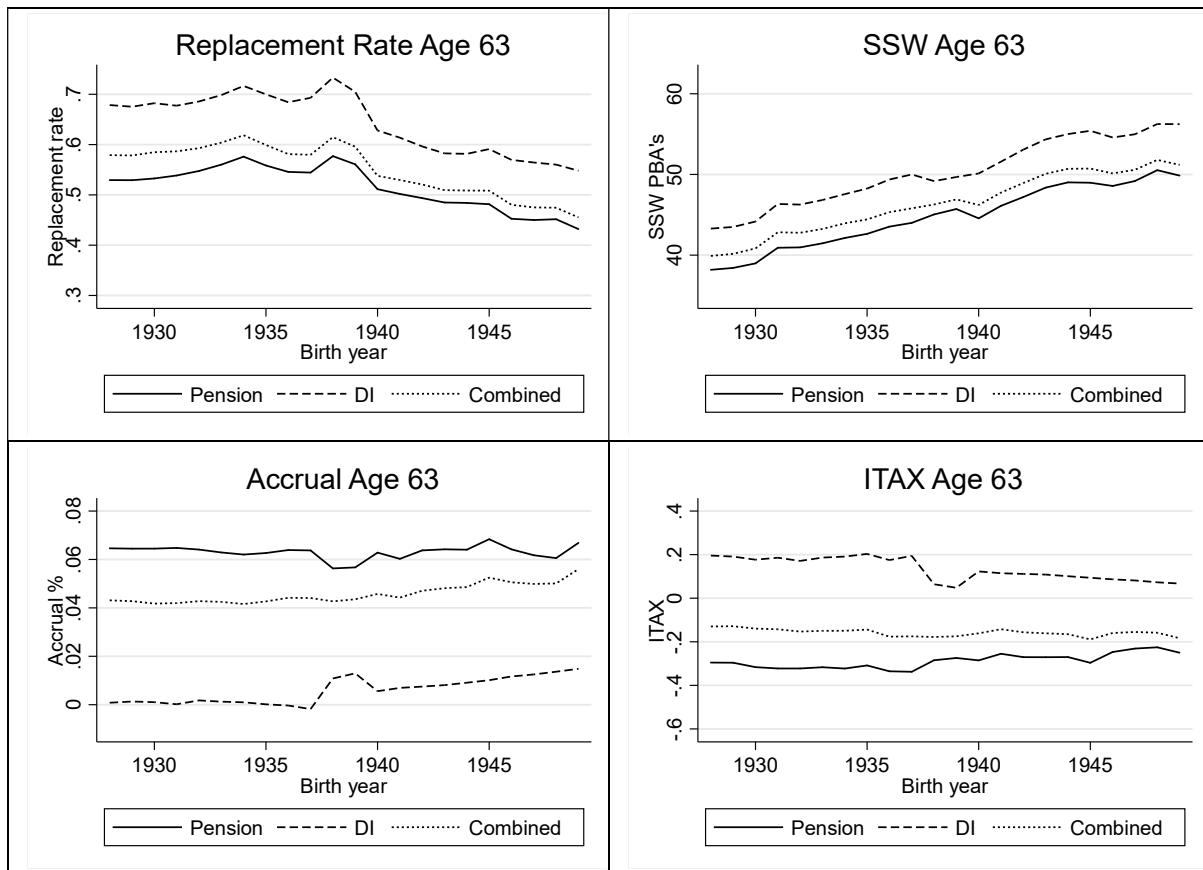 Replacement Rate Age 63
Replacement rate
.7
.6
.5
.4
.3
1930 1935 1940 1945
Birth year
Pension DI Combined
SSW Age 63
SSW PBA's
60
50
40
1930 1935 1940 1945
Birth year
Pension DI Combined
Accrual Age 63
Accrual %
.08
.06
.04
.02
0
1930 1935 1940 1945
Birth year
Pension DI Combined
ITAX Age 63
ITAX
.4
.2
0
-.2
-.4
-.6
1930 1935 1940 1945
Birth year
Pension DI Combined